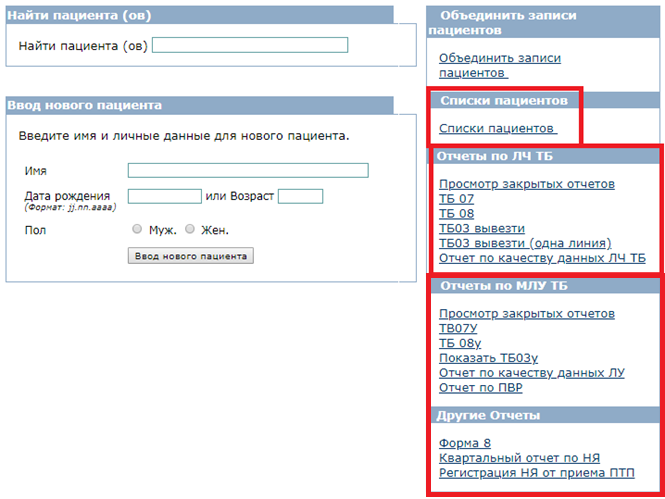 Найти пациента (ов)
Найти пациента (ов)
Ввод нового пациента
Введите имя и личные данные для нового пациента.
Имя
Дата рождения
или Возраст
(Формат: jj.nn.aaaa)
Пол
Муж. Жен.
Ввод нового пациента
Объединить записи
пациентов
Объединить записи
пациентов
Списки пациентов
Списки пациентов
Отчеты по ЛЧ ТБ
Просмотр закрытых отчетов
ТБ 07
ТБ 08
ТБ03 вывезти
ТБ03 вывезти (одна линия)
Отчет по качеству данных ЛЧ ТБ
Отчеты по МЛУ ТБ
Просмотр закрытых отчетов
ТВ07У
ТБ 08у
Показать ТБ03у
Отчет по качеству данных ЛУ
Отчет по ПВР
Другие Отчеты
Форма 8
Квартальный отчет по НЯ
Регистрация НЯ от приема ПТП